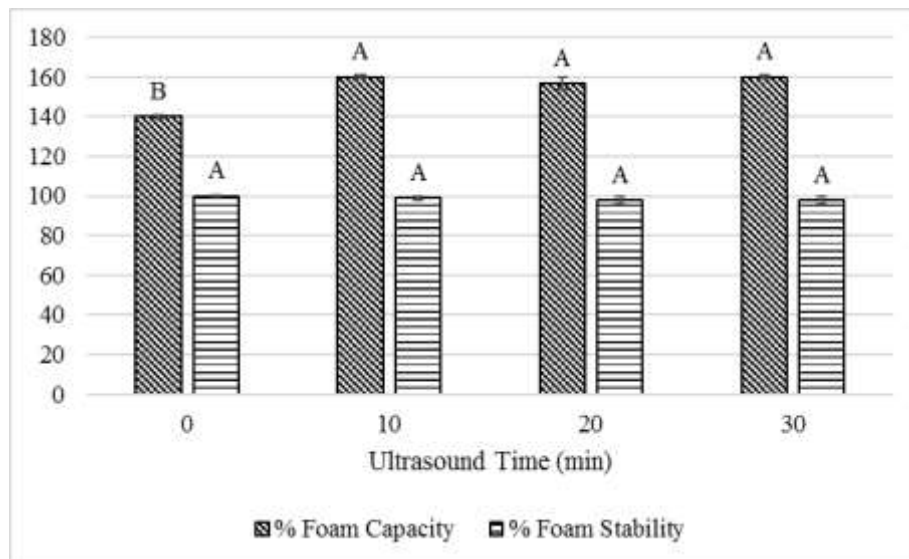 180
160
140
120
100
80
60
40
20
0
B
A
A
A
A
A
A
A
0
10
20
30
Ultrasound Time (min)
% Foam Capacity
% Foam Stability